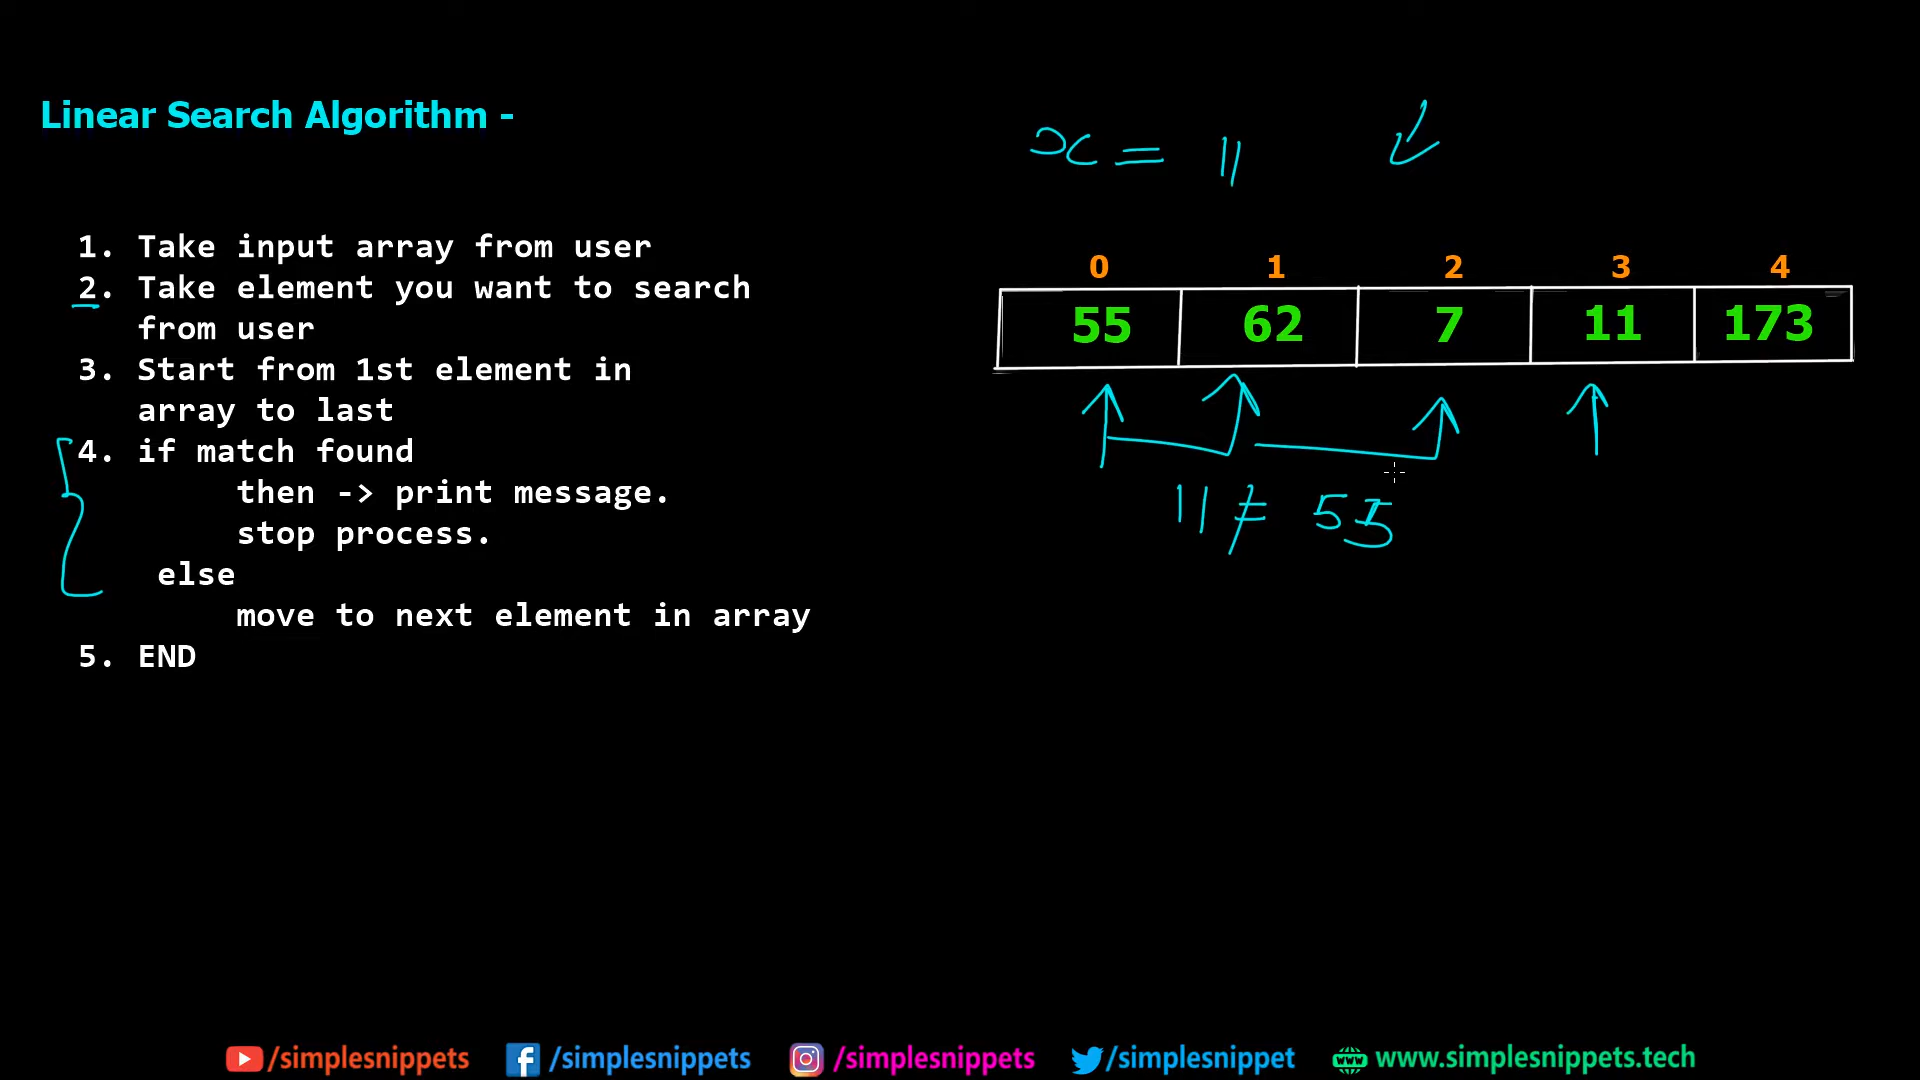 Linear Search Algorithm -
1. Take input array from user
2. Take element you want to search
from user
3. Start from 1st element in
array to last
4. if match found
then -> print message.
stop process.
else
move to next element in array
5. END
x = 11
0 1 2 3 4
55 62 7 11 173
11 ≠ 55
/simplesnippets /simplesnippets /simplesnippets /simplesnippet www www.simplesnippets.tech